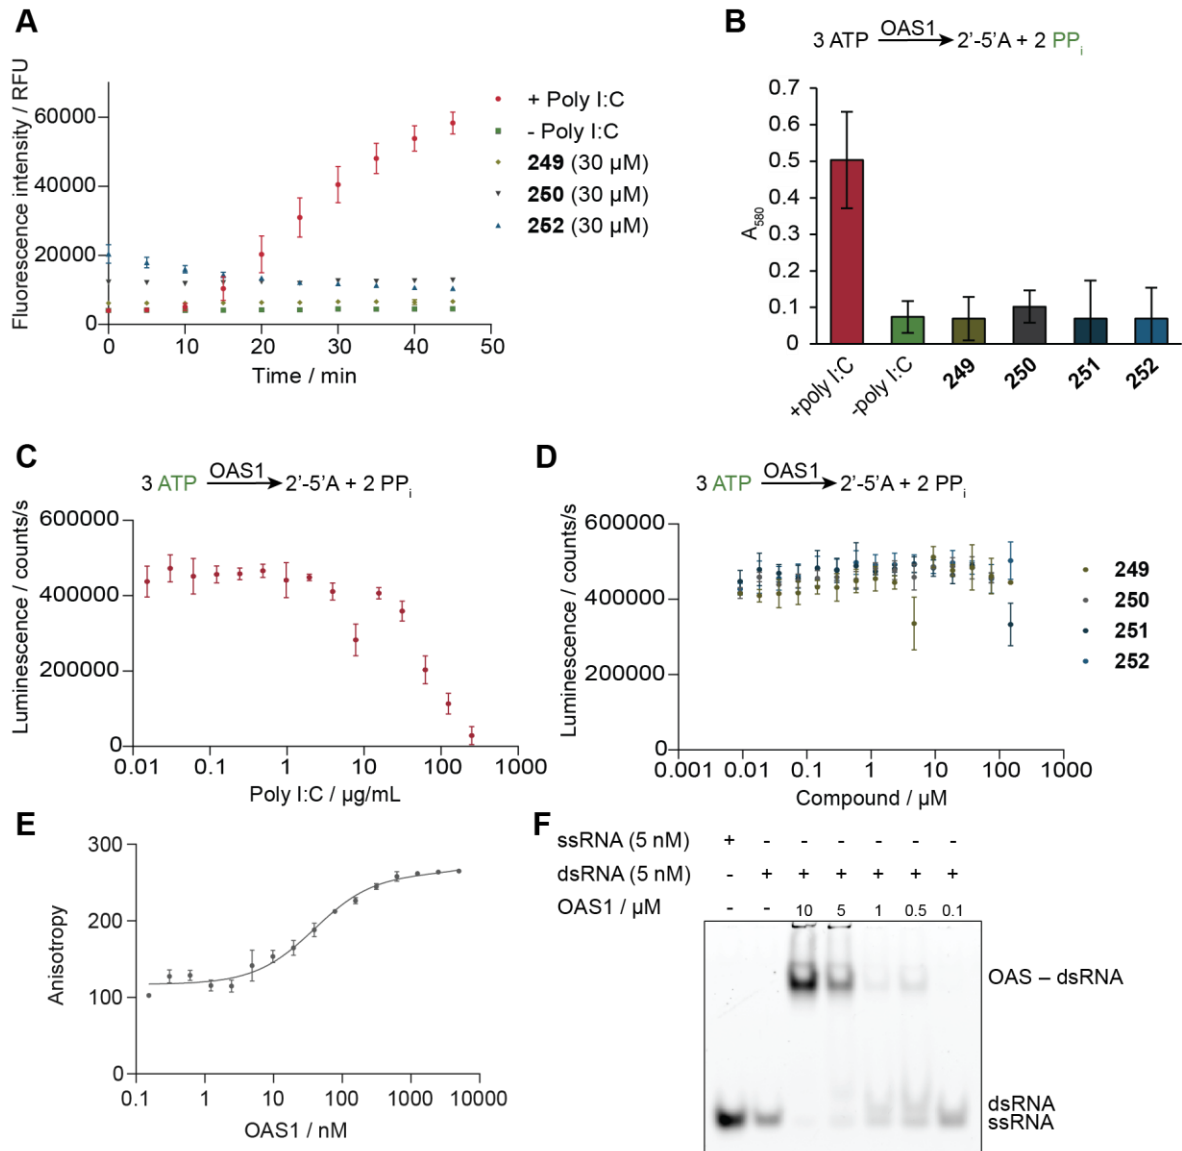 A
Fluorescence intensity / RFU
60000
40000
20000
0
0 10 20 30 40 50
Time / min
+ Poly I:C
- Poly I:C
249 (30 µM)
250 (30 µM)
252 (30 µM)
B
3 ATP OAS1 2'-5'A + 2 PPi
A580
0.7
0.6
0.5
0.4
0.3
0.2
0.1
0
+poly I:C -poly I:C 249 250 251 252
C
3 ATP OAS1 2'-5'A + 2 PPi
Luminescence / counts/s
600000
400000
200000
0
0.01 0.1 1 10 100 1000
Poly I:C / µg/mL
D
3 ATP OAS1 2'-5'A + 2 PPi
Luminescence / counts/s
600000
400000
200000
0
0.001 0.01 0.1 1 10 100 1000
Compound / µM
249
250
251
252
E
Anisotropy
300
200
100
0
0.1 1 10 100 1000 10000
OAS1 / nM
F
ssRNA (5 nM) + - - - - - -
dsRNA (5 nM) - + + + + + +
OAS1 / µM - - 10 5 1 0.5 0.1
OAS – dsRNA
dsRNA
ssRNA